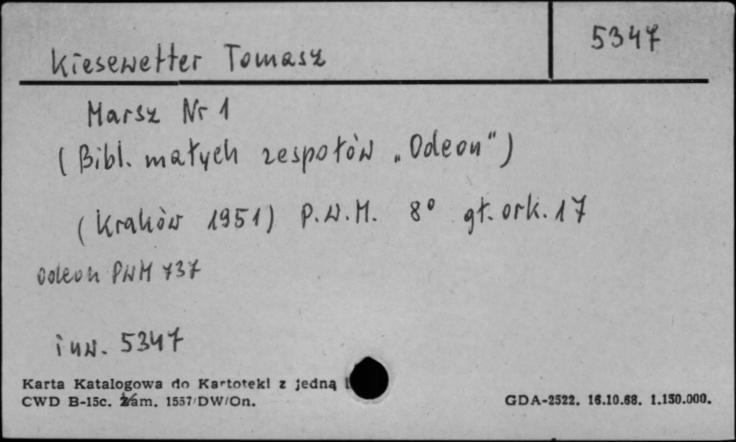 Kiesewetter Tomasz
5347
Marsz Nr 1
(Bibl. małych zespołów „Odeon")
(Kraków 1951) P.W.M. 8° gł. ork. 17
Odeon PWM 737
inw. 5347
Karta Katalogowa do Kartoteki z jedną
CWD B-15c. Zam. 1557/DW/On.
GDA-2522. 16.10.68. 1.150.000.